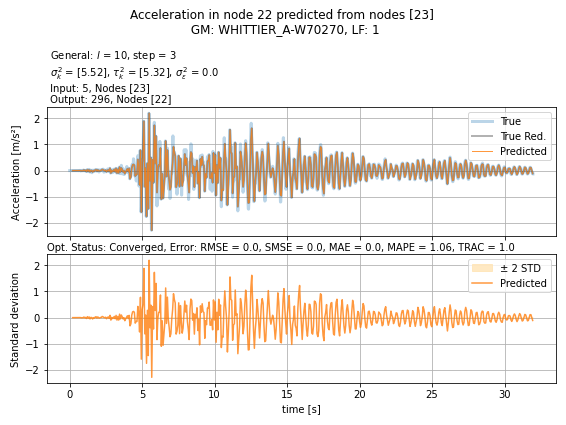 Acceleration in node 22 predicted from nodes [23]
GM: WHITTIER_A-W70270, LF: 1
General: l = 10, step = 3
σ²ₖ = [5.52], τ²ₖ = [5.32], σ²ε = 0.0
Input: 5, Nodes [23]
Output: 296, Nodes [22]
Acceleration [m/s²]
2
1
0
−1
−2
True
True Red.
Predicted
Opt. Status: Converged, Error: RMSE = 0.0, SMSE = 0.0, MAE = 0.0, MAPE = 1.06, TRAC = 1.0
Standard deviation
2
1
0
−1
−2
± 2 STD
Predicted
0 5 10 15 20 25 30
time [s]